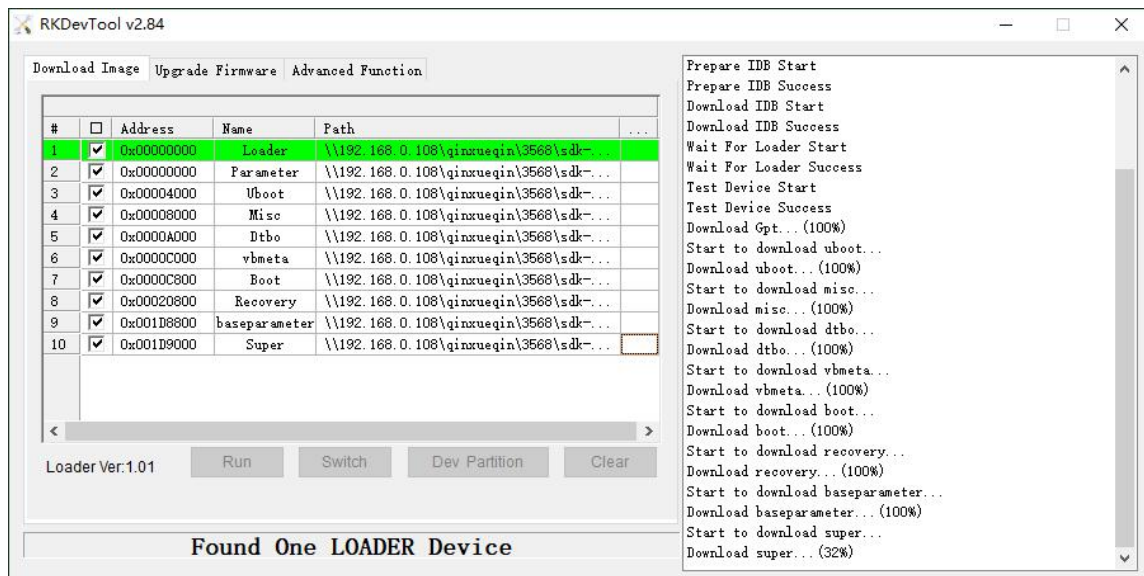 RKDevTool v2.84
Download Image Upgrade Firmware Advanced Function
# Address Name Path ...
1 0x00000000 Loader \\192.168.0.108\qinxueqin\3568\sdk-...
2 0x00000000 Parameter \\192.168.0.108\qinxueqin\3568\sdk-...
3 0x00004000 Uboot \\192.168.0.108\qinxueqin\3568\sdk-...
4 0x00008000 Misc \\192.168.0.108\qinxueqin\3568\sdk-...
5 0x0000A000 Dtbo \\192.168.0.108\qinxueqin\3568\sdk-...
6 0x0000C000 vbmeta \\192.168.0.108\qinxueqin\3568\sdk-...
7 0x0000C800 Boot \\192.168.0.108\qinxueqin\3568\sdk-...
8 0x00020800 Recovery \\192.168.0.108\qinxueqin\3568\sdk-...
9 0x001D8800 baseparameter \\192.168.0.108\qinxueqin\3568\sdk-...
10 0x001D9000 Super \\192.168.0.108\qinxueqin\3568\sdk-...
Loader Ver:1.01 Run Switch Dev Partition Clear
Found One LOADER Device
Prepare IDB Start
Prepare IDB Success
Download IDB Start
Download IDB Success
Wait For Loader Start
Wait For Loader Success
Test Device Start
Test Device Success
Download Gpt...(100%)
Start to download uboot...
Download uboot...(100%)
Start to download misc...
Download misc...(100%)
Start to download dtbo...
Download dtbo...(100%)
Start to download vbmeta...
Download vbmeta...(100%)
Start to download boot...
Download boot...(100%)
Start to download recovery...
Download recovery...(100%)
Start to download baseparameter...
Download baseparameter...(100%)
Start to download super...
Download super...(32%)